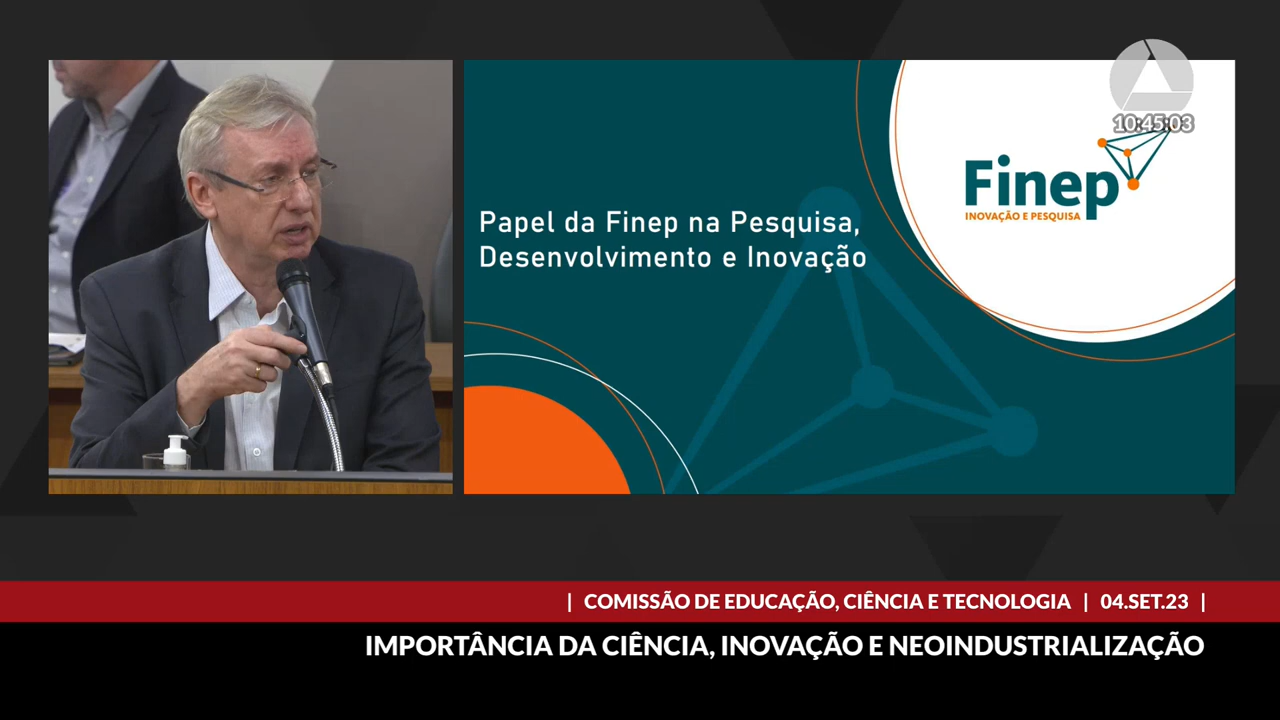 10:45:03
Finep
INOVAÇÃO E PESQUISA
Papel da Finep na Pesquisa,
Desenvolvimento e Inovação
| COMISSÃO DE EDUCAÇÃO, CIÊNCIA E TECNOLOGIA | 04.SET.23 |
IMPORTÂNCIA DA CIÊNCIA, INOVAÇÃO E NEOINDUSTRIALIZAÇÃO